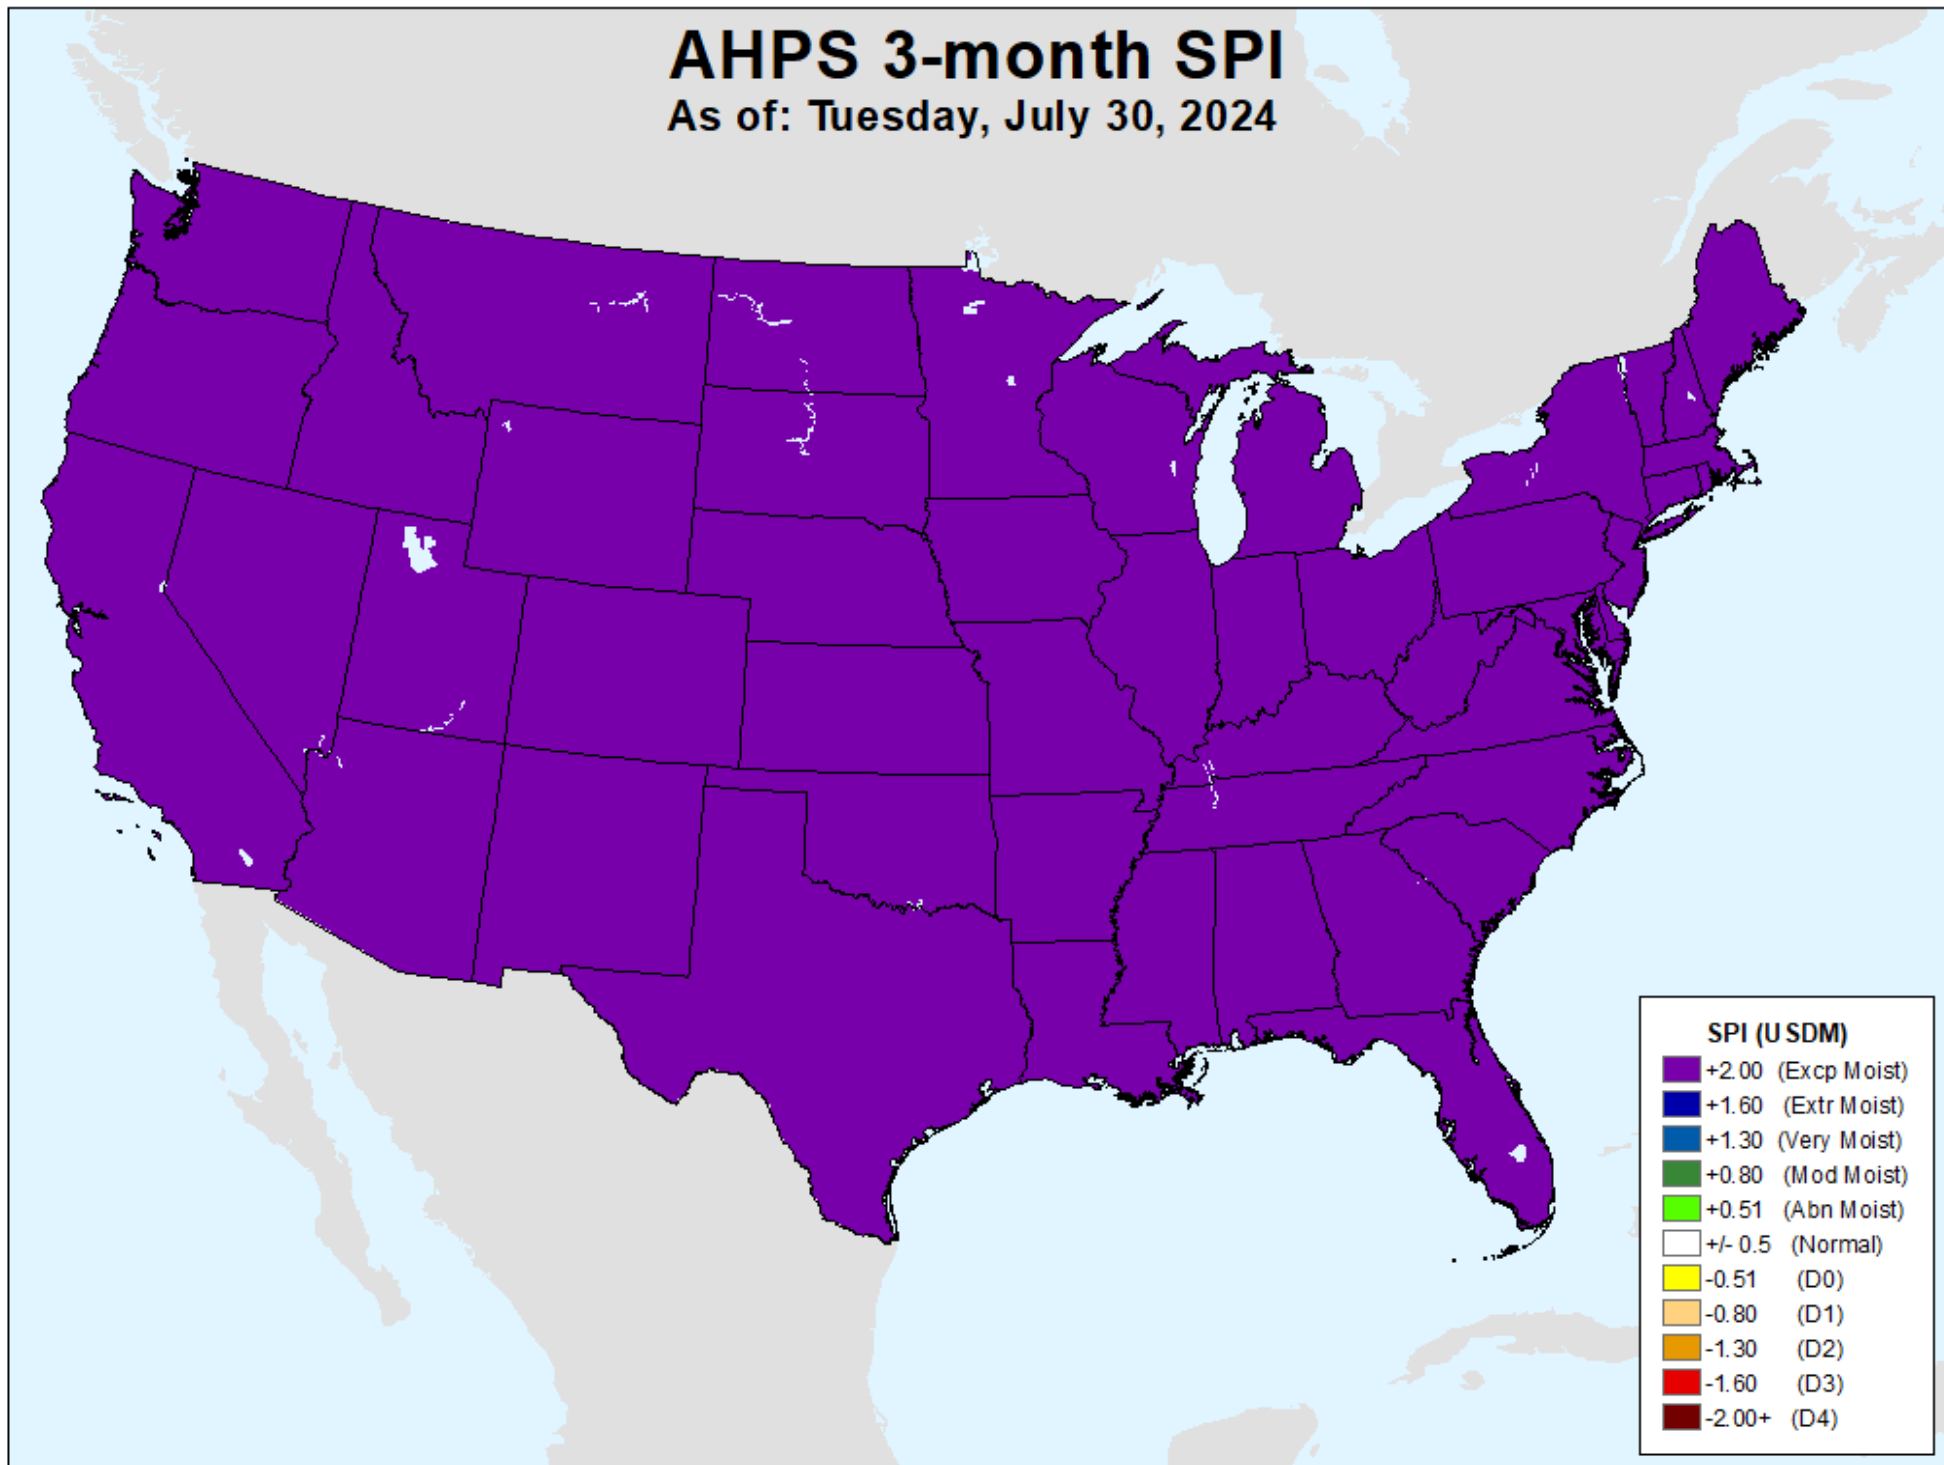 AHPS 3-month SPI
As of: Tuesday, July 30, 2024
SPI (USDM)
+2.00 (Excp Moist)
+1.60 (Extr Moist)
+1.30 (Very Moist)
+0.80 (Mod Moist)
+0.51 (Abn Moist)
+/- 0.5 (Normal)
-0.51 (D0)
-0.80 (D1)
-1.30 (D2)
-1.60 (D3)
-2.00+ (D4)